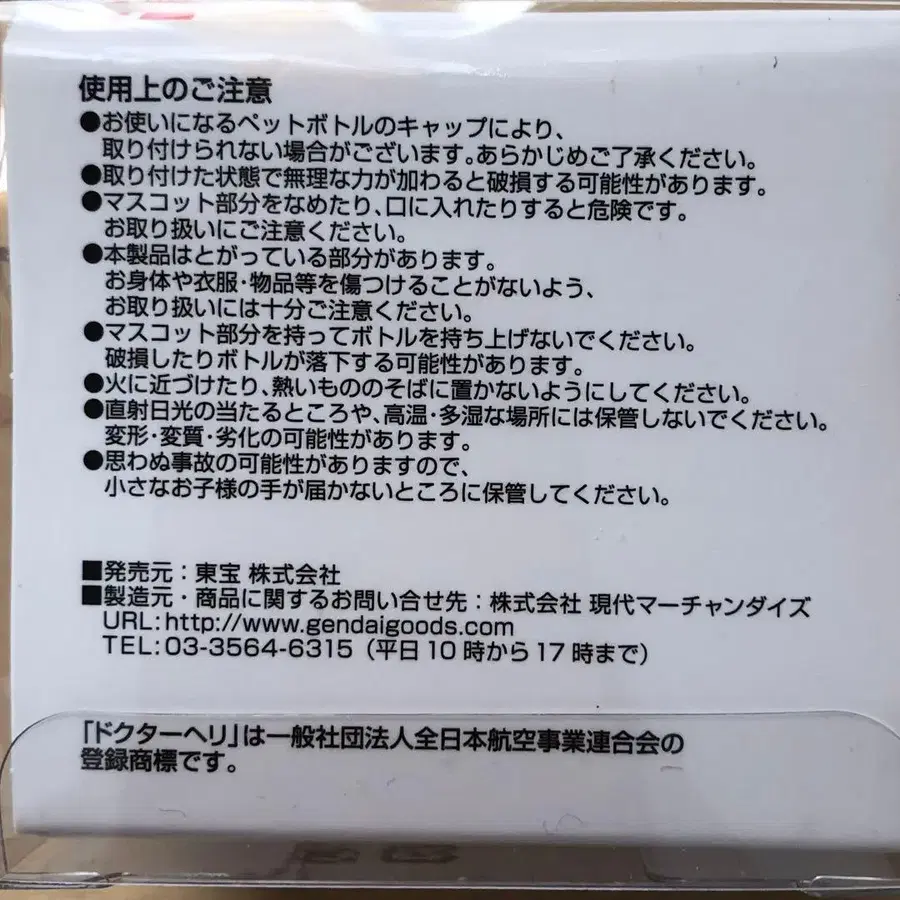 使用上のご注意
●お使いになるペットボトルのキャップにより、
取り付けられない場合がございます。あらかじめご了承ください。
●取り付けた状態で無理な力が加わると破損する可能性があります。
●マスコット部分をなめたり、口に入れたりすると危険です。
お取り扱いにご注意ください。
●本製品はとがっている部分があります。
お身体や衣服・物品等を傷つけることがないよう、
お取り扱いには十分ご注意ください。
●マスコット部分を持ってボトルを持ち上げないでください。
破損したりボトルが落下する可能性があります。
●火に近づけたり、熱いもののそばに置かないようにしてください。
●直射日光の当たるところや、高温・多湿な場所には保管しないでください。
変形・変質・劣化の可能性があります。
●思わぬ事故の可能性がありますので、
小さなお子様の手が届かないところに保管してください。
■発売元：東宝 株式会社
■製造元・商品に関するお問い合せ先：株式会社 現代マーチャンダイズ
URL:http://www.gendaigoods.com
TEL:03-3564-6315（平日10時から17時まで）
「ドクターヘリ」は一般社団法人全日本航空事業連合会の
登録商標です。